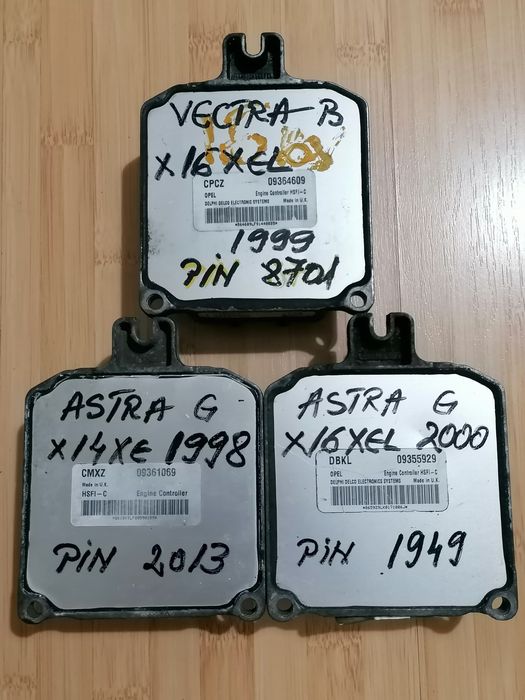 VECTRA-B
X16XEL
CPCZ 09364609
OPEL Engine Controller HSFI-C
DELPHI DELCO ELECTRONIC SYSTEMS Made in U.K.
1999
PIN 8701
ASTRA G
X14XE 1998
CMXZ 09361069
Made in U.K.
HSFI-C Engine Controller
PIN 2013
ASTRA G
X16XEL 2000
DBKL 09355929
OPEL Engine Controller HSFI-C
DELPHI DELCO ELECTRONICS SYSTEMS Made in U.K.
PIN 1949